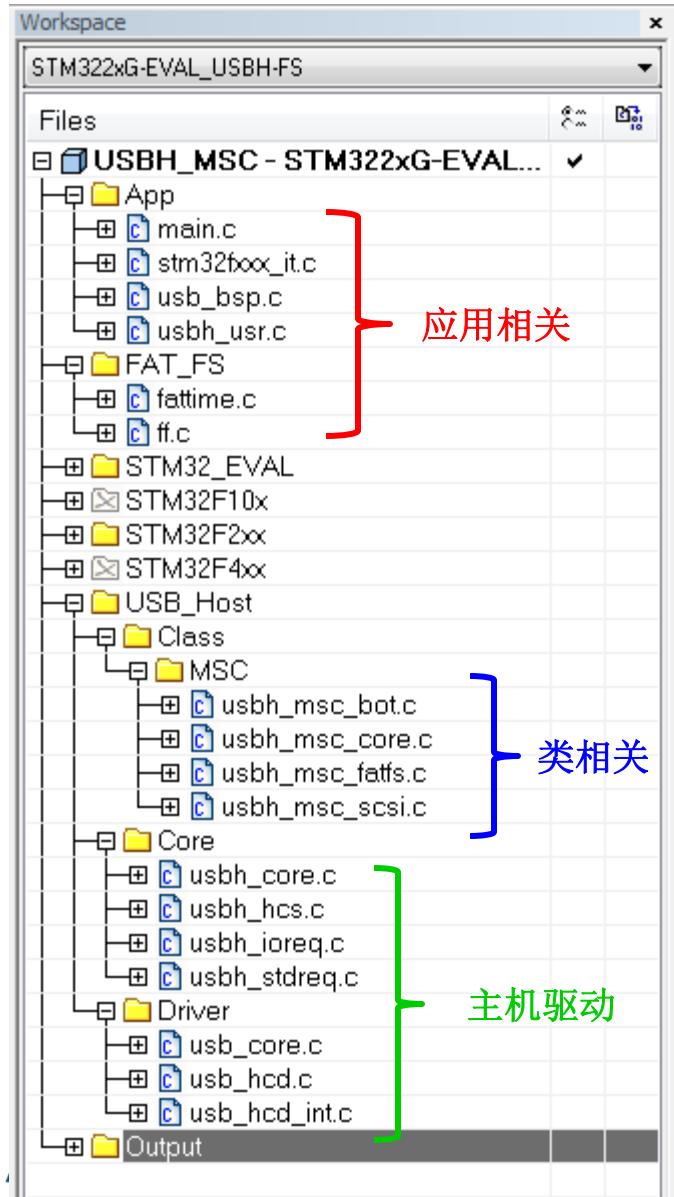 Workspace
STM322xG-EVAL_USBH-FS
Files
USBH_MSC - STM322xG-EVAL...
App
main.c
stm32fxxx_it.c
usb_bsp.c
usbh_usr.c
应用相关
FAT_FS
fattime.c
ff.c
STM32_EVAL
STM32F10x
STM32F2xx
STM32F4xx
USB_Host
Class
MSC
usbh_msc_bot.c
usbh_msc_core.c
类相关
usbh_msc_fatfs.c
usbh_msc_scsi.c
Core
usbh_core.c
usbh_hcs.c
usbh_ioreq.c
usbh_stdreq.c
主机驱动
Driver
usb_core.c
usb_hcd.c
usb_hcd_int.c
Output